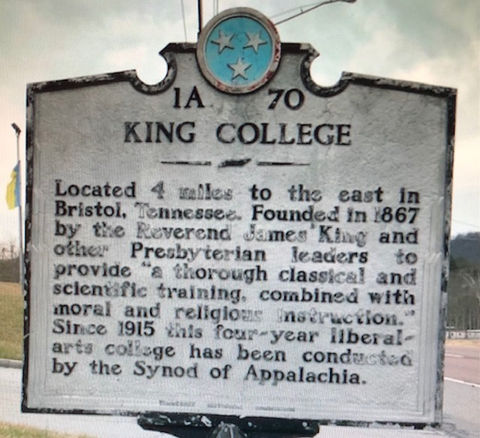 1A 70
KING COLLEGE
Located 4 miles to the east in
Bristol, Tennessee. Founded in 1867
by the Reverend James King and
other Presbyterian leaders to
provide "a thorough classical and
scientific training, combined with
moral and religious instruction."
Since 1915 this four-year liberal-
arts college has been conducted
by the Synod of Appalachia.